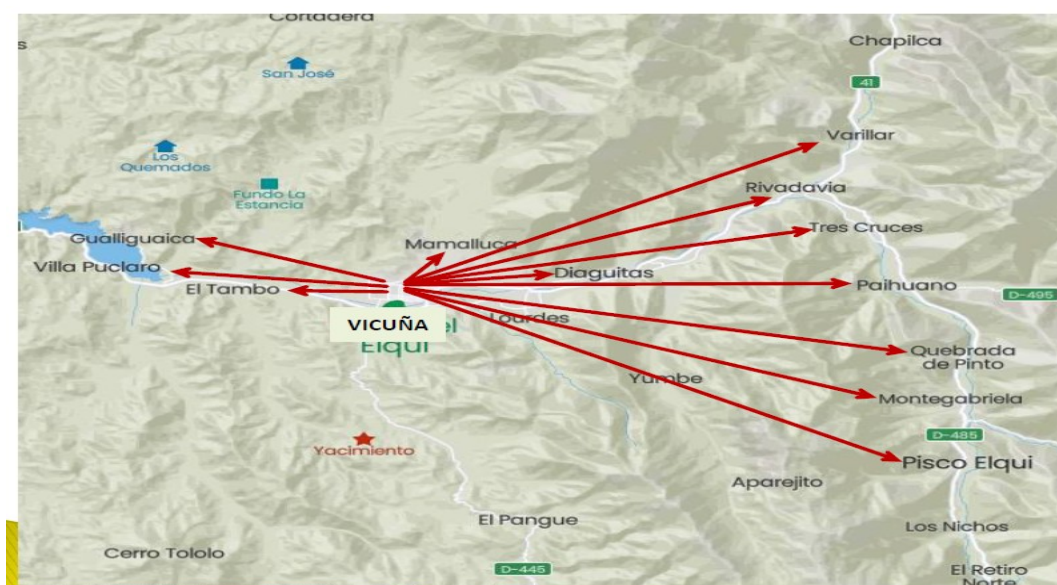 Cortadera
s
San José
Chapilca
41
Varillar
Los
Quemados
Fundo La
Estancia
Rivadavia
Tres Cruces
Gualliguaica
Mamalluca
Villa Puclaro
Diaguitas
El Tambo
Paihuano
D-495
VICUÑA
el
Elqui
Lourdes
Quebrada
de Pinto
Yumbe
Montegabriela
D-485
Yacimiento
Pisco Elqui
Aparejito
El Pangue
Los Nichos
Cerro Tololo
D-445
El Retiro
Norte